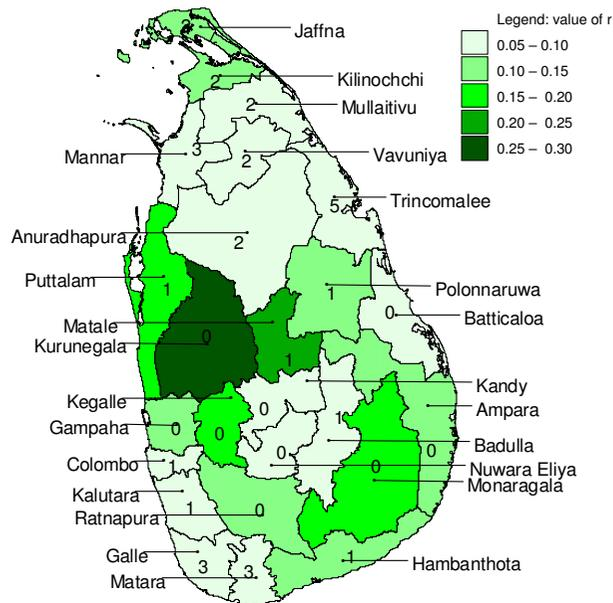 Legend: value of r
0.05 – 0.10
0.10 – 0.15
0.15 – 0.20
0.20 – 0.25
0.25 – 0.30
Jaffna
Kilinochchi
2
Mullaitivu
2
Mannar
3
Vavuniya
2
Trincomalee
5
Anuradhapura
2
Puttalam
1
Polonnaruwa
1
Batticaloa
0
Matale
1
Kurunegala
0
Kandy
0
Kegalle
0
Ampara
0
Gampaha
0
Badulla
1
Colombo
1
Nuwara Eliya
0
Monaragala
0
Kalutara
1
Ratnapura
0
Galle
3
Matara
3
Hambanthota
1